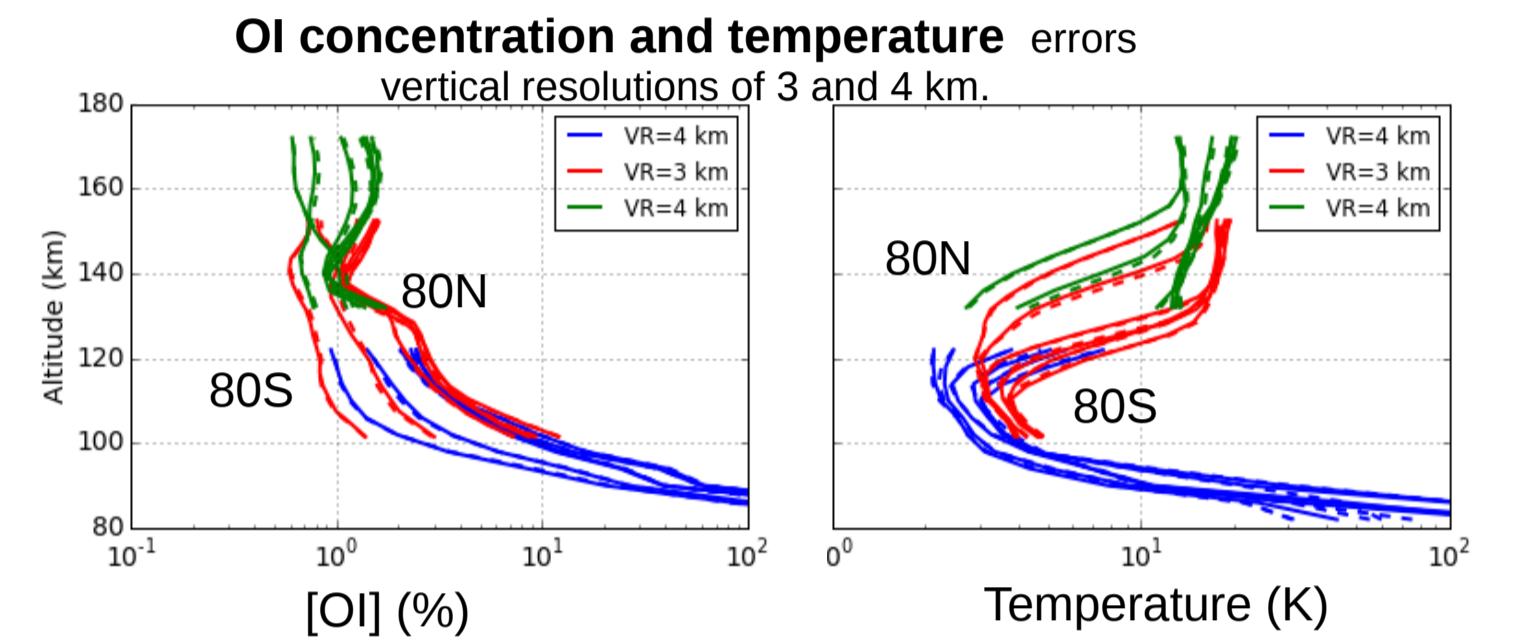 OI concentration and temperature errors
vertical resolutions of 3 and 4 km.
180
160
140
120
100
80
Altitude (km)
VR=4 km
VR=3 km
VR=4 km
80N
80S
10-1
100
101
102
[OI] (%)
VR=4 km
VR=3 km
VR=4 km
80N
80S
00
101
102
Temperature (K)